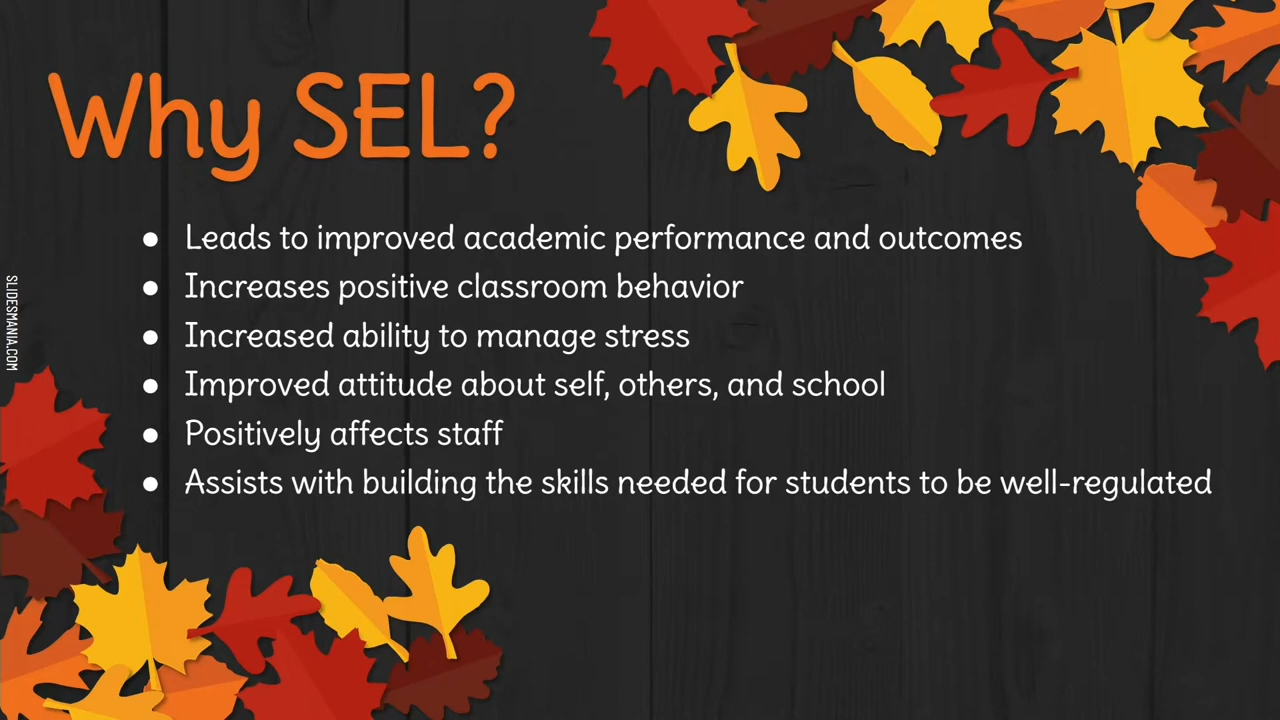 Why SEL?
● Leads to improved academic performance and outcomes
● Increases positive classroom behavior
● Increased ability to manage stress
● Improved attitude about self, others, and school
● Positively affects staff
● Assists with building the skills needed for students to be well-regulated
SLIDESMANIA.COM